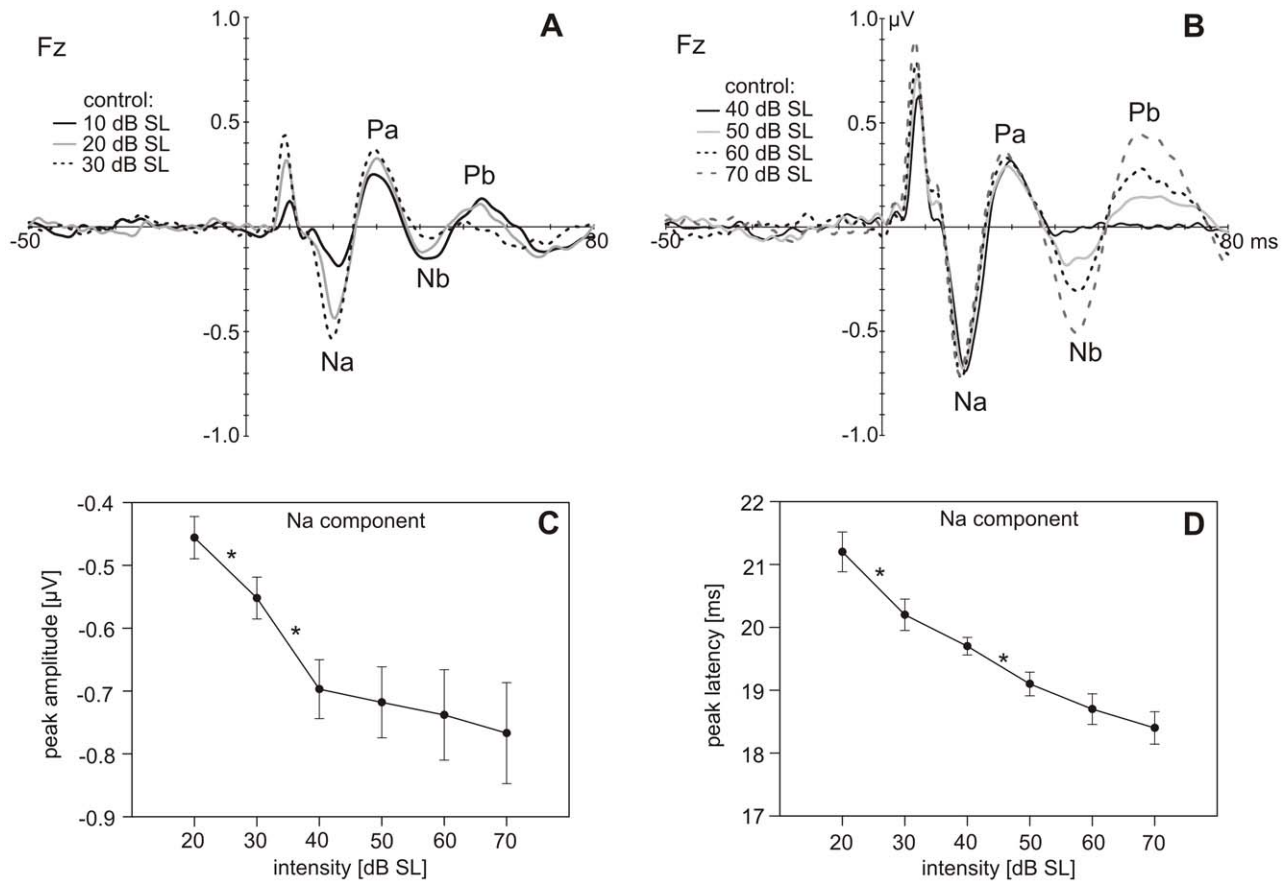 A
Fz
control:
10 dB SL
20 dB SL
30 dB SL
1.0
0.5
-0.5
-1.0
-50
80
Pa
Pb
Na
Nb
B
Fz
control:
40 dB SL
50 dB SL
60 dB SL
70 dB SL
1.0
µV
0.5
-0.5
-1.0
-50
80 ms
Pa
Pb
Na
Nb
C
Na component
peak amplitude [µV]
-0.4
-0.5
-0.6
-0.7
-0.8
-0.9
*
*
20 30 40 50 60 70
intensity [dB SL]
D
Na component
peak latency [ms]
22
21
20
19
18
17
*
*
20 30 40 50 60 70
intensity [dB SL]